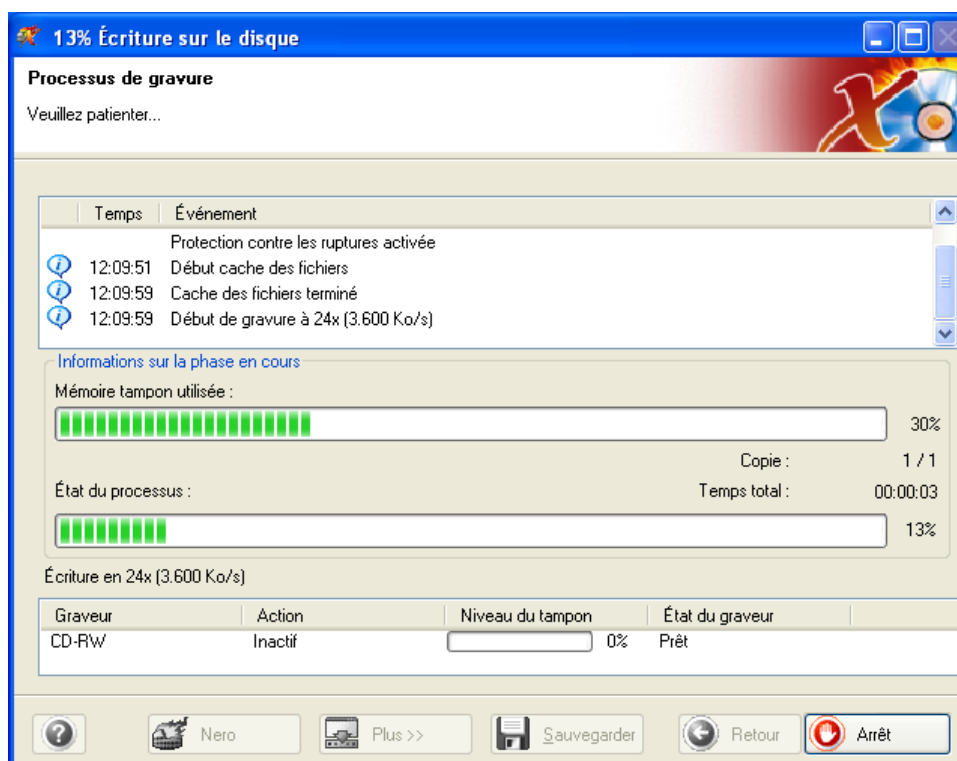 13% Écriture sur le disque
Processus de gravure
Veuillez patienter...
Temps Événement
Protection contre les ruptures activée
12:09:51 Début cache des fichiers
12:09:59 Cache des fichiers terminé
12:09:59 Début de gravure à 24x (3.600 Ko/s)
Informations sur la phase en cours
Mémoire tampon utilisée :
30%
Copie : 1 / 1
État du processus : Temps total : 00:00:03
13%
Écriture en 24x (3.600 Ko/s)
Graveur Action Niveau du tampon État du graveur
CD-RW Inactif 0% Prêt
Nero Plus >> Sauvegarder Retour Arrêt